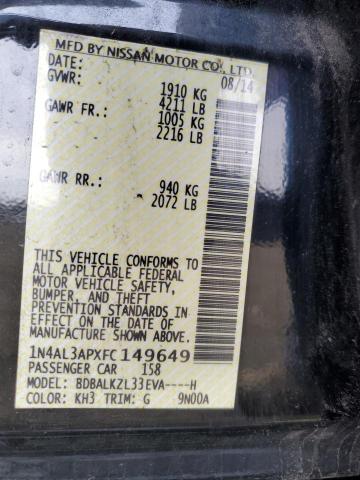 MFD BY NISSAN MOTOR CO., LTD.
DATE: 08/14
GVWR: 1910 KG
4211 LB
GAWR FR: 1005 KG
2216 LB
GAWR RR: 940 KG
2072 LB
THIS VEHICLE CONFORMS TO
ALL APPLICABLE FEDERAL
MOTOR VEHICLE SAFETY,
BUMPER, AND THEFT
PREVENTION STANDARDS IN
EFFECT ON THE DATE OF
MANUFACTURE SHOWN ABOVE.
1N4AL3APXFC149649
PASSENGER CAR 158
MODEL: BDBALKZL33EVA----H
COLOR: KH3 TRIM: G 9N00A